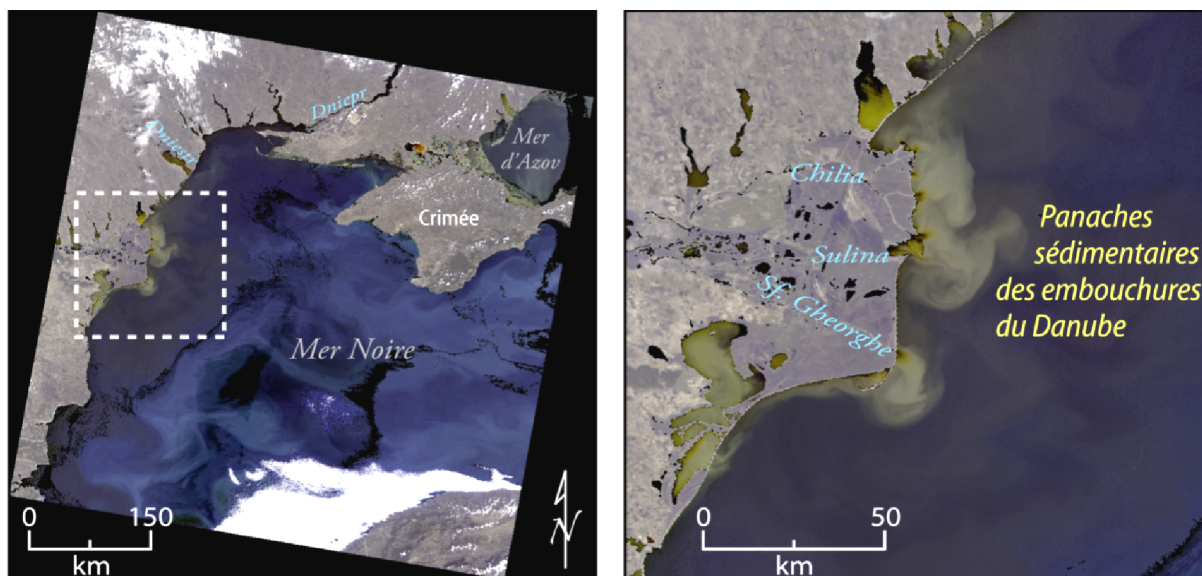 Dniepr
Dniestr
Mer
d'Azov
Crimée
Mer Noire
0 150
km
N
Chilia
Sulina
Sf. Gheorghe
Panaches
sédimentaires
des embouchures
du Danube
0 50
km